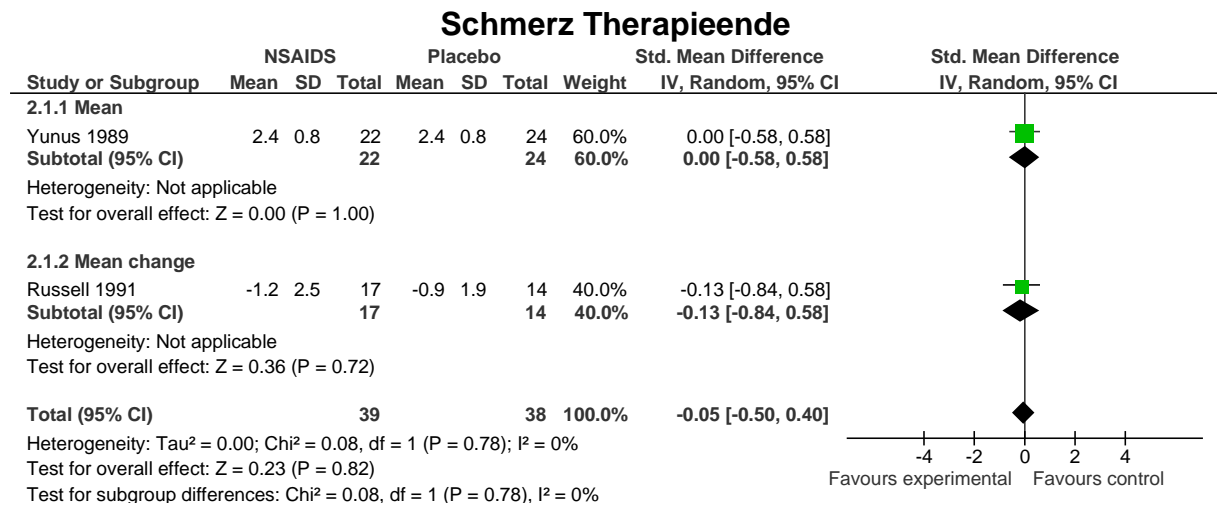 Schmerz Therapieende
NSAIDS Placebo Std. Mean Difference Std. Mean Difference
Study or Subgroup Mean SD Total Mean SD Total Weight IV, Random, 95% CI IV, Random, 95% CI
2.1.1 Mean
Yunus 1989 2.4 0.8 22 2.4 0.8 24 60.0% 0.00 [-0.58, 0.58]
Subtotal (95% CI) 22 24 60.0% 0.00 [-0.58, 0.58]
Heterogeneity: Not applicable
Test for overall effect: Z = 0.00 (P = 1.00)
2.1.2 Mean change
Russell 1991 -1.2 2.5 17 -0.9 1.9 14 40.0% -0.13 [-0.84, 0.58]
Subtotal (95% CI) 17 14 40.0% -0.13 [-0.84, 0.58]
Heterogeneity: Not applicable
Test for overall effect: Z = 0.36 (P = 0.72)
Total (95% CI) 39 38 100.0% -0.05 [-0.50, 0.40]
Heterogeneity: Tau² = 0.00; Chi² = 0.08, df = 1 (P = 0.78); I² = 0%
Test for overall effect: Z = 0.23 (P = 0.82)
Test for subgroup differences: Chi² = 0.08, df = 1 (P = 0.78), I² = 0%
-4 -2 0 2 4
Favours experimental Favours control